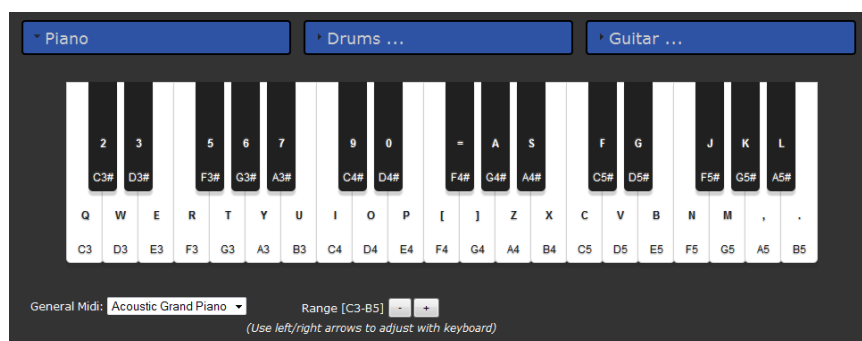 Piano
Drums ...
Guitar ...
2 3 5 6 7 9 0 = A S F G J K L
C3# D3# F3# G3# A3# C4# D4# F4# G4# A4# C5# D5# F5# G5# A5#
Q W E R T Y U I O P [ ] Z X C V B N M , .
C3 D3 E3 F3 G3 A3 B3 C4 D4 E4 F4 G4 A4 B4 C5 D5 E5 F5 G5 A5 B5
General Midi: Acoustic Grand Piano Range [C3-B5] - +
(Use left/right arrows to adjust with keyboard)